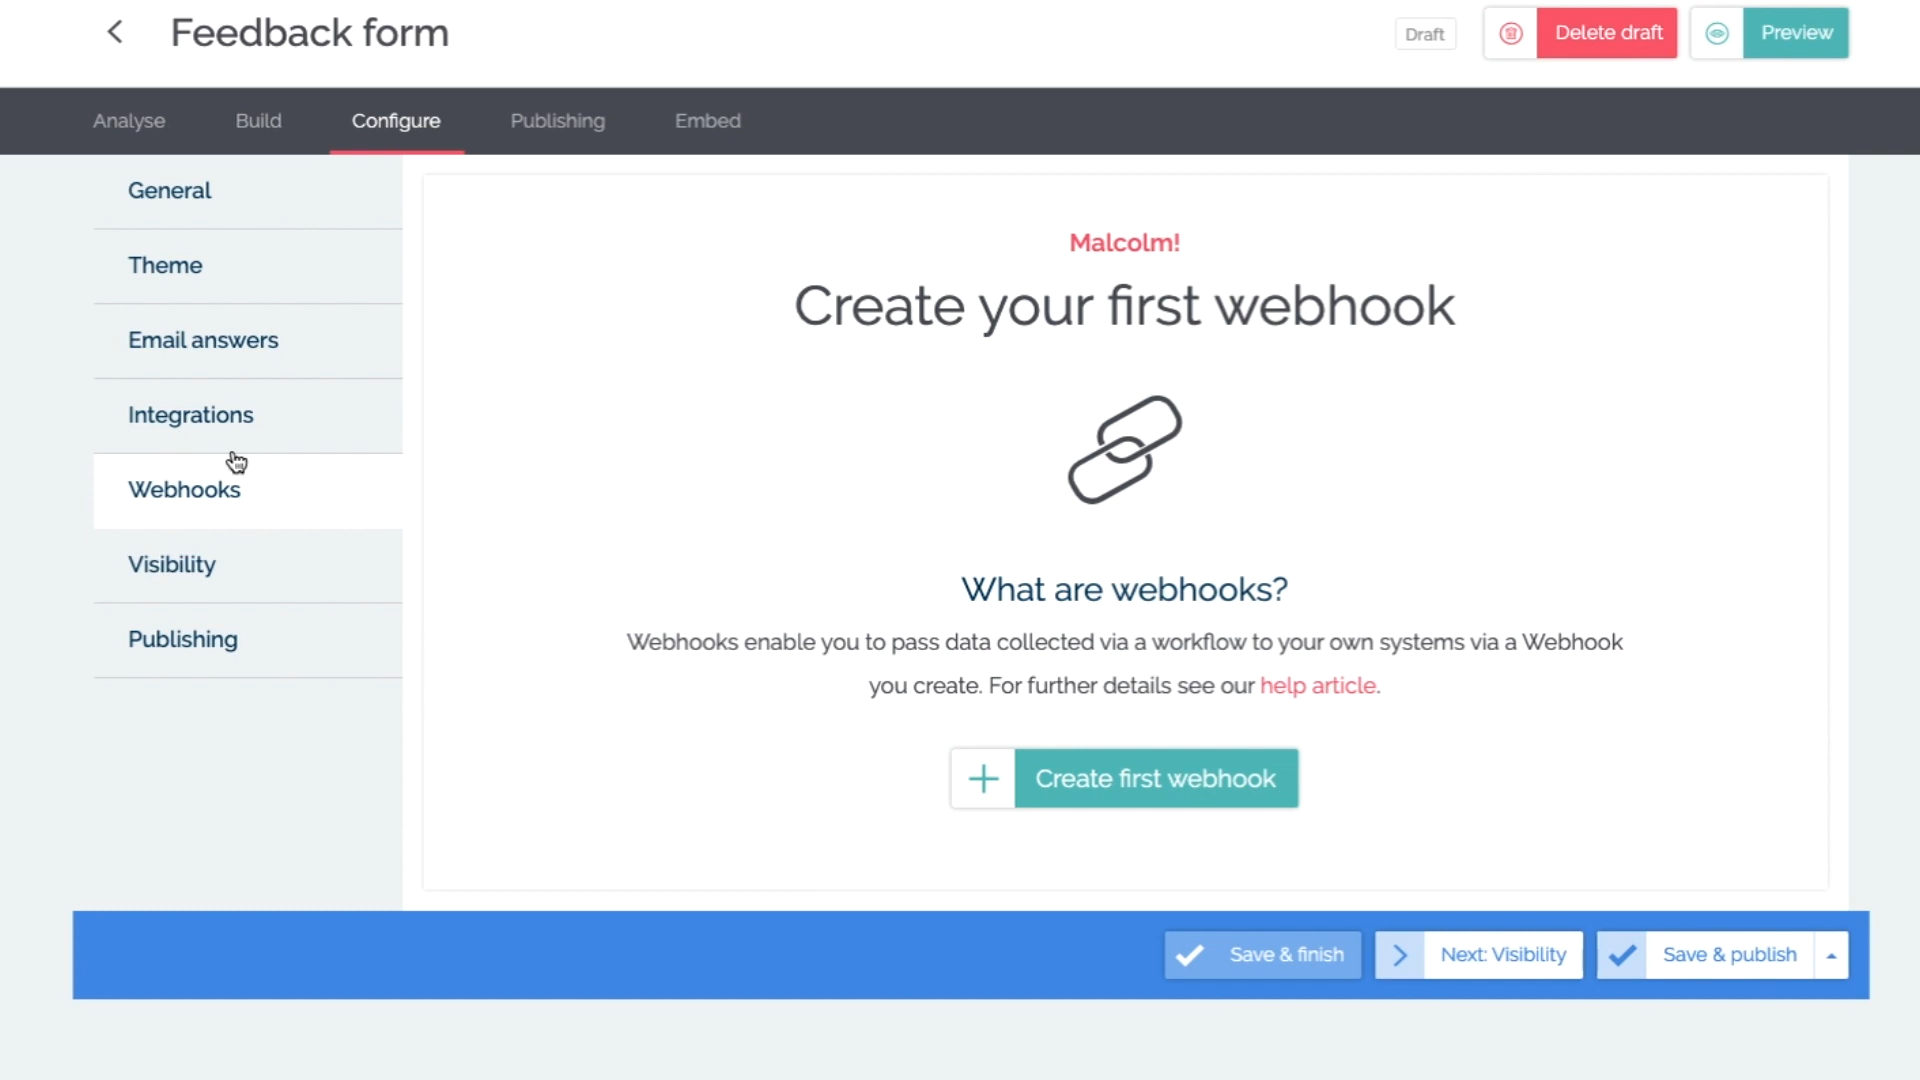 Feedback form
Draft
Delete draft
Preview
Analyse
Build
Configure
Publishing
Embed
General
Theme
Email answers
Integrations
Webhooks
Visibility
Publishing
Malcolm!
Create your first webhook
What are webhooks?
Webhooks enable you to pass data collected via a workflow to your own systems via a Webhook
you create. For further details see our help article.
Create first webhook
Save & finish
Next: Visibility
Save & publish